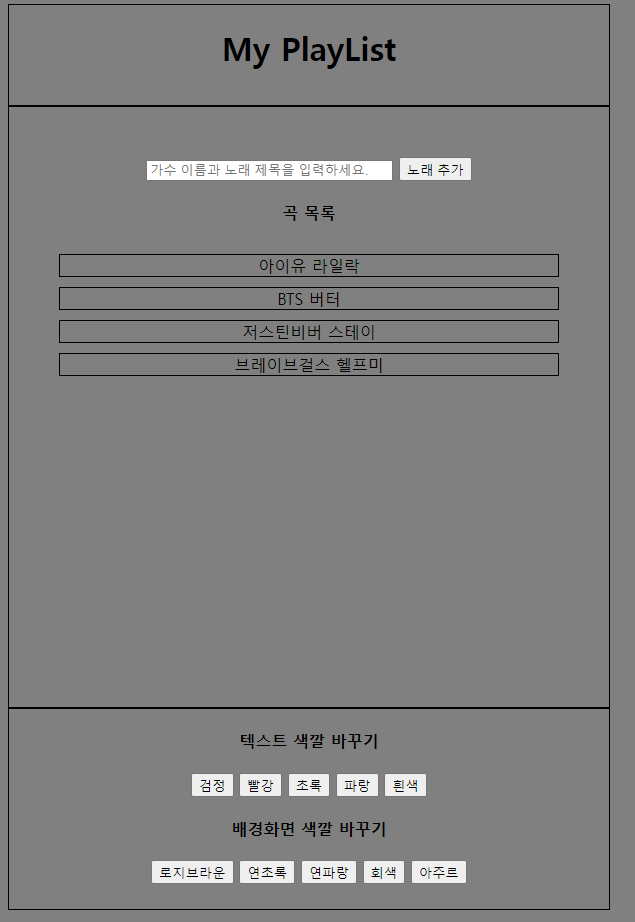 My PlayList
가수 이름과 노래 제목을 입력하세요. 노래 추가
곡 목록
아이유 라일락
BTS 버터
저스틴비버 스테이
브레이브걸스 헬프미
텍스트 색깔 바꾸기
검정 빨강 초록 파랑 흰색
배경화면 색깔 바꾸기
로지브라운 연초록 연파랑 회색 아주르